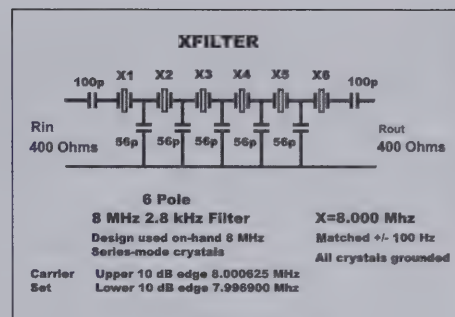 XFILTER
X1 X2 X3 X4 X5 X6
100p 100p
56p 56p 56p 56p 56p
Rin
400 Ohms
Rout
400 Ohms
6 Pole
8 MHz 2.8 kHz Filter
X=8.000 Mhz
Design used on-hand 8 MHz
Series-mode crystals
Matched +/- 100 Hz
All crystals grounded
Carrier Upper 10 dB edge 8.000625 MHz
Set Lower 10 dB edge 7.996900 Mhz